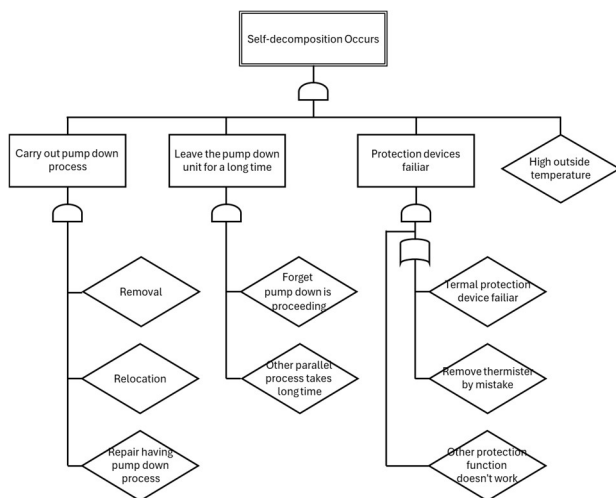 Self-decomposition Occurs
Carry out pump down
process
Leave the pump down
unit for a long time
Protection devices
failiar
High outside
temperature
Removal
Forget
pump down is
proceeding
Termal protection
device failiar
Relocation
Other parallel
process takes
long time
Remove thermister
by mistake
Repair having
pump down
process
Other protection
function
doesn't work